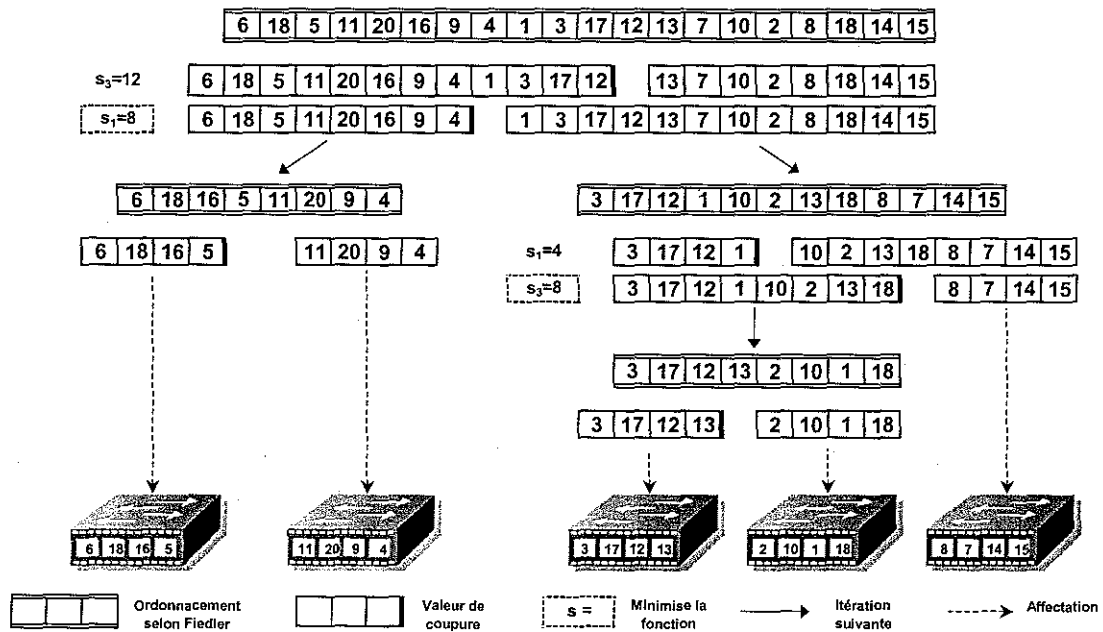 6 18 5 11 20 16 9 4 1 3 17 12 13 7 10 2 8 18 14 15
s₃=12 6 18 5 11 20 16 9 4 1 3 17 12 13 7 10 2 8 18 14 15
s₁=8 6 18 5 11 20 16 9 4 1 3 17 12 13 7 10 2 8 18 14 15
6 18 16 5 11 20 9 4 3 17 12 1 10 2 13 18 8 7 14 15
6 18 16 5 11 20 9 4 s₁=4 3 17 12 1 10 2 13 18 8 7 14 15
s₃=8 3 17 12 1 10 2 13 18 8 7 14 15
3 17 12 13 2 10 1 18
3 17 12 13 2 10 1 18
6 18 16 5 11 20 9 4 3 17 12 13 2 10 1 18 8 7 14 15
Ordonnacement
selon Fiedler
Valeur de
coupure
s =
Minimise la
fonction
Itération
suivante
Affectation